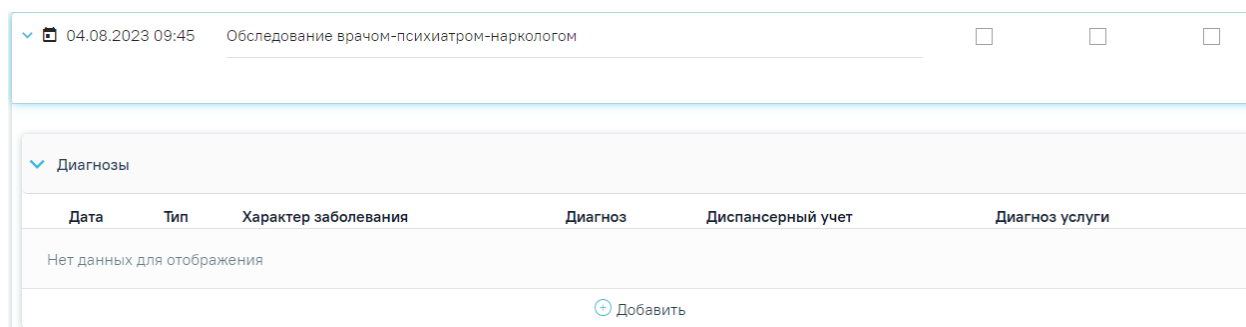 04.08.2023 09:45 Обследование врачом-психиатром-наркологом
Диагнозы
Дата Тип Характер заболевания Диагноз Диспансерный учет Диагноз услуги
Нет данных для отображения
Добавить